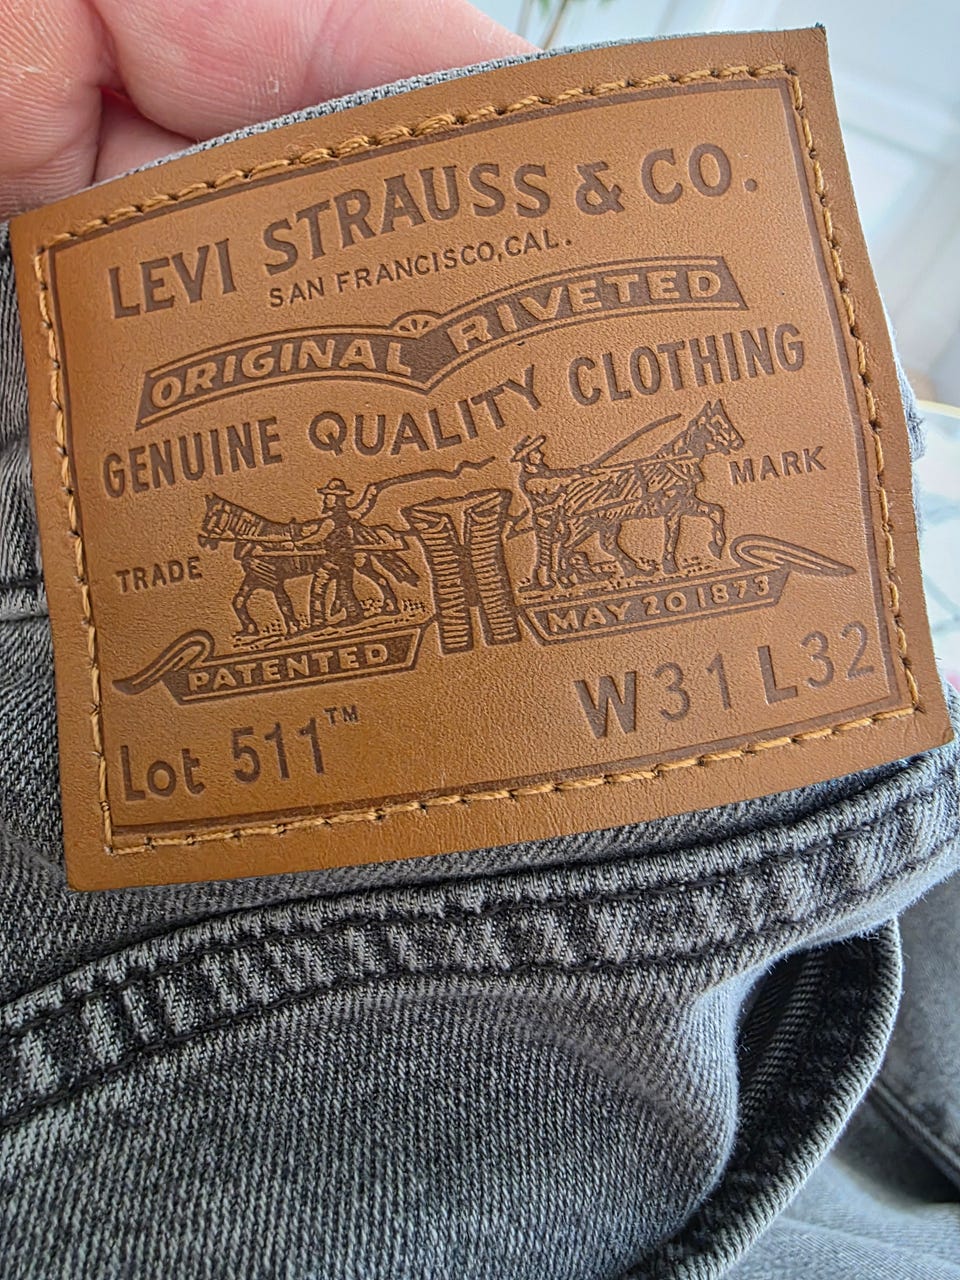 LEVI STRAUSS & CO.
SAN FRANCISCO, CAL.
ORIGINAL RIVETED
GENUINE QUALITY CLOTHING
TRADE MARK
PATENTED MAY 20 1873
Lot 511™ W31 L32